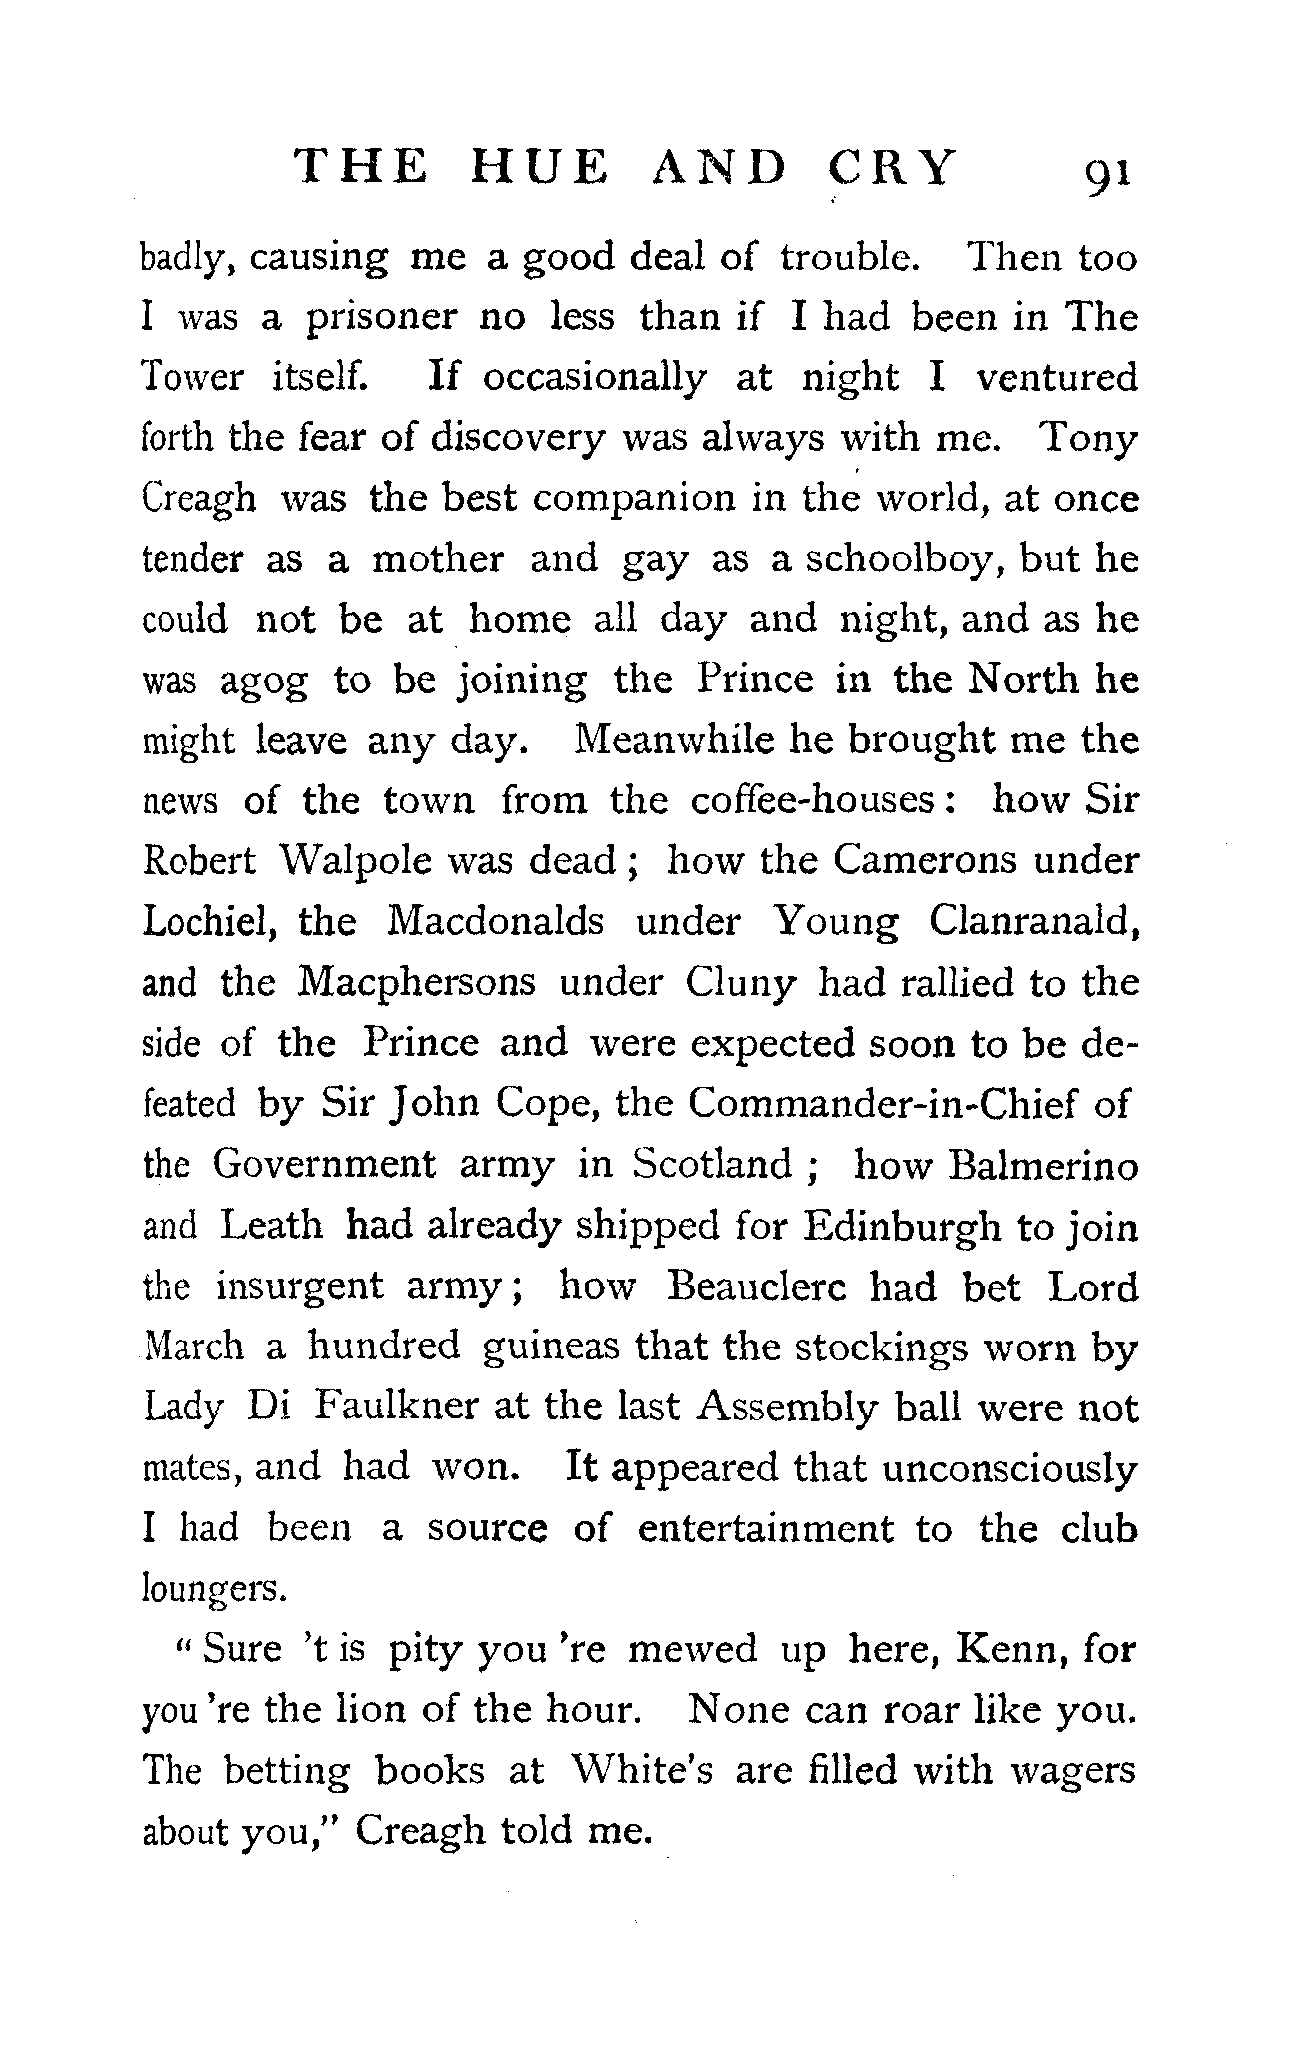 THE HUE AND CRY 91
badly, causing me a good deal of trouble. Then too
I was a prisoner no less than if I had been in The
Tower itself. If occasionally at night I ventured
forth the fear of discovery was always with me. Tony
Creagh was the best companion in the world, at once
tender as a mother and gay as a schoolboy, but he
could not be at home all day and night, and as he
was agog to be joining the Prince in the North he
might leave any day. Meanwhile he brought me the
news of the town from the coffee-houses : how Sir
Robert Walpole was dead ; how the Camerons under
Lochiel, the Macdonalds under Young Clanranald,
and the Macphersons under Cluny had rallied to the
side of the Prince and were expected soon to be de-
feated by Sir John Cope, the Commander-in-Chief of
the Government army in Scotland ; how Balmerino
and Leath had already shipped for Edinburgh to join
the insurgent army ; how Beauclerc had bet Lord
March a hundred guineas that the stockings worn by
Lady Di Faulkner at the last Assembly ball were not
mates, and had won. It appeared that unconsciously
I had been a source of entertainment to the club
loungers.
" Sure 't is pity you 're mewed up here, Kenn, for
you 're the lion of the hour. None can roar like you.
The betting books at White's are filled with wagers
about you," Creagh told me.